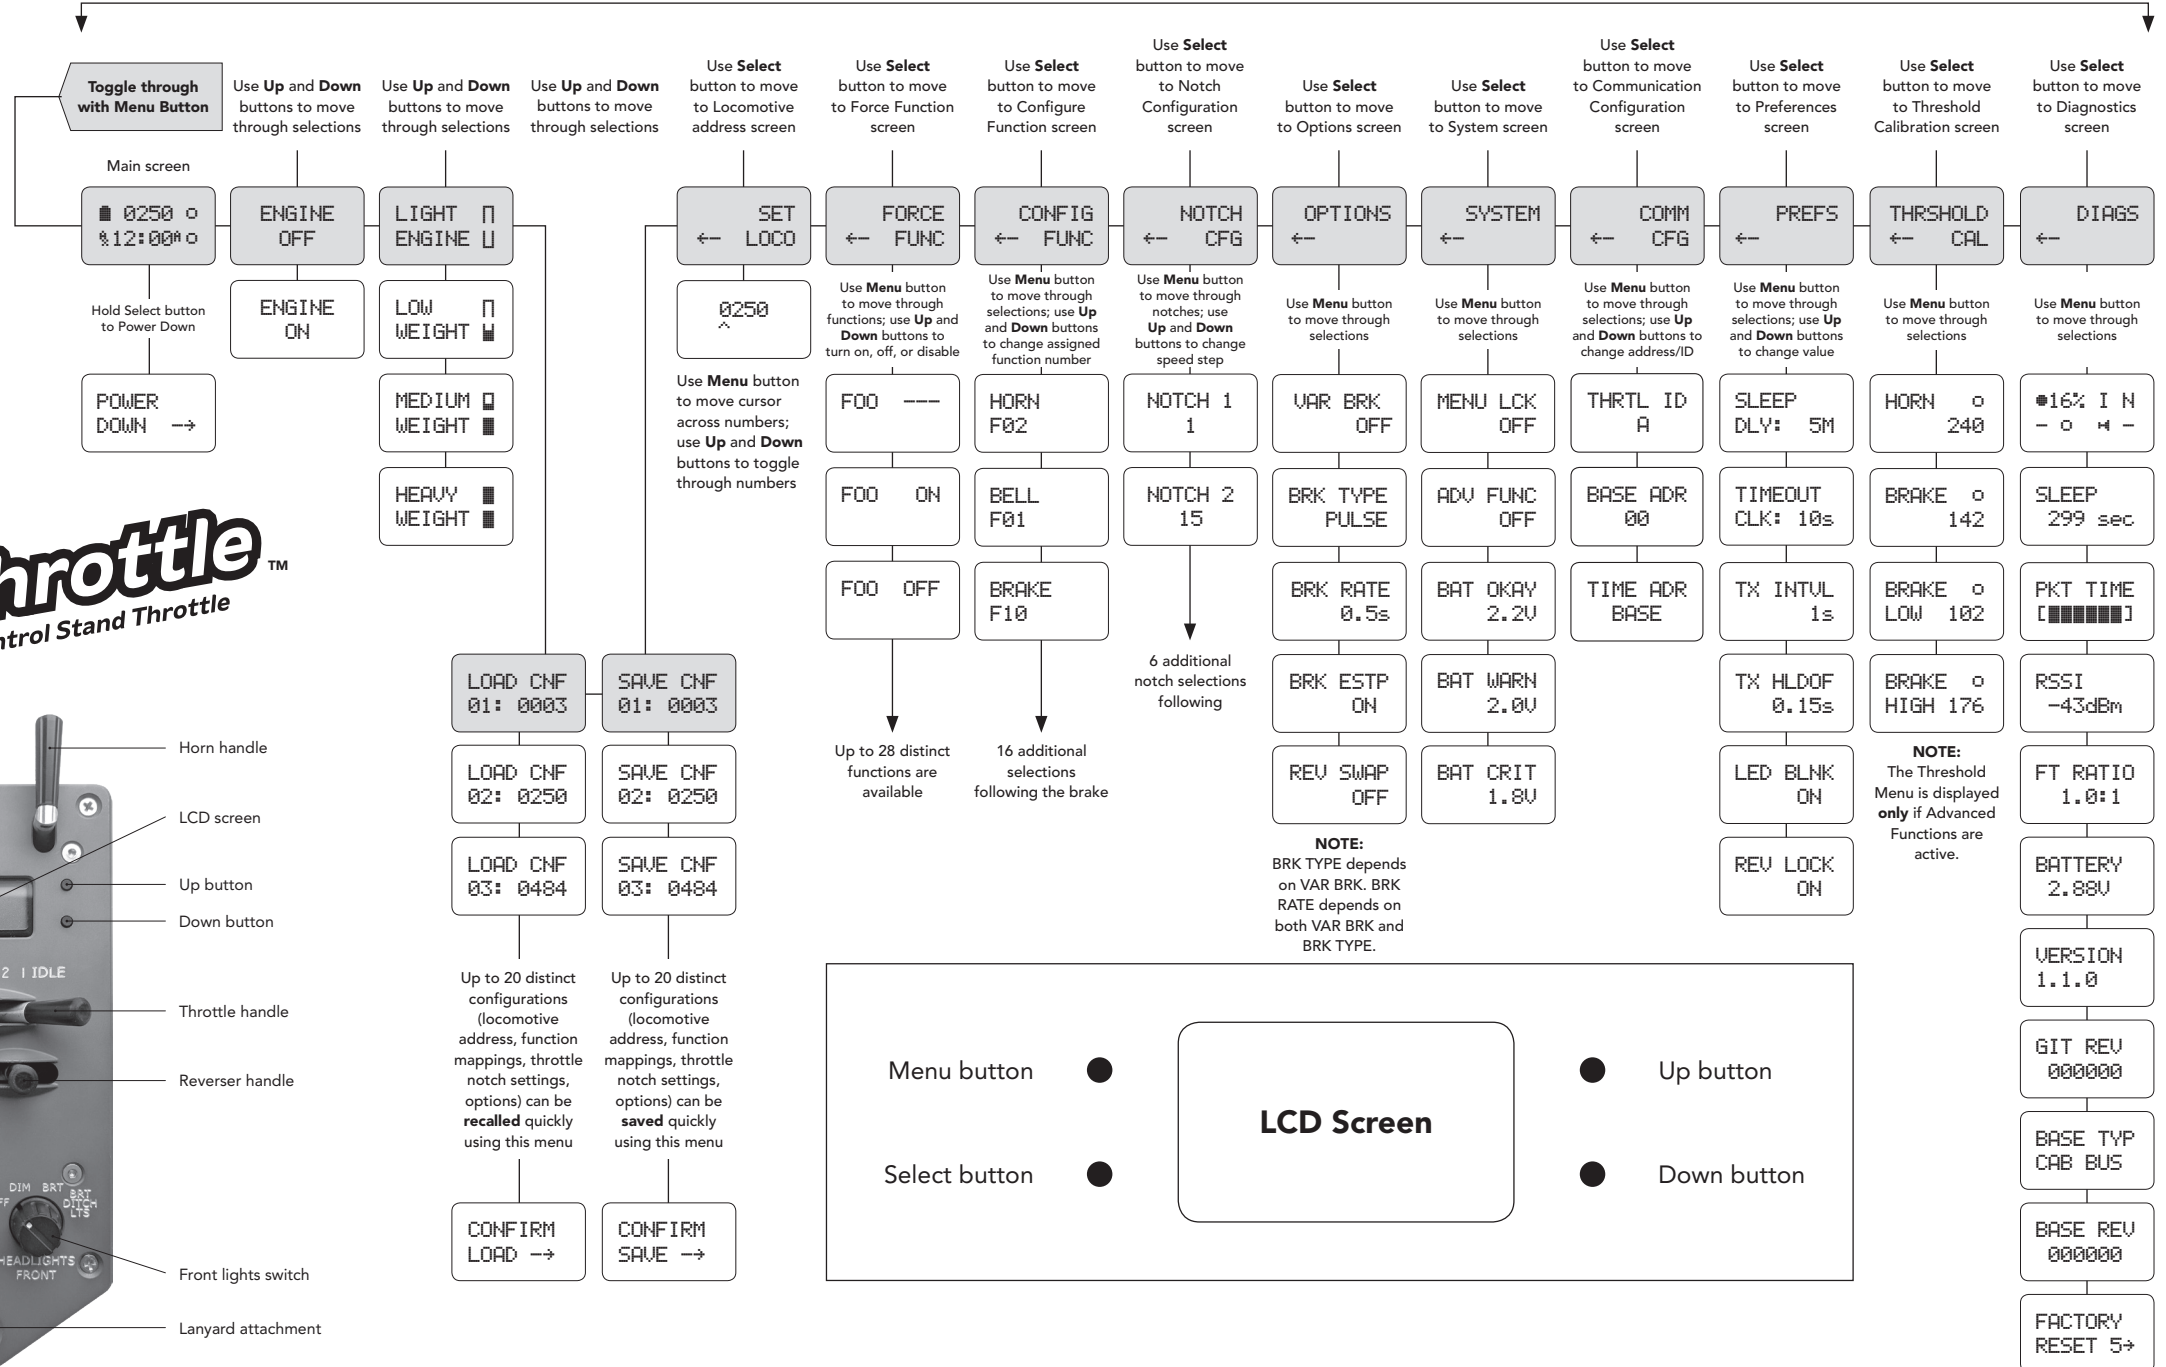 Toggle through
with Menu Button
Main screen
0250
12:00
Hold Select button
to Power Down
POWER
DOWN →
Use Up and Down
buttons to move
through selections
ENGINE
OFF
ENGINE
ON
Use Up and Down
buttons to move
through selections
LIGHT
ENGINE
LOW
WEIGHT
MEDIUM
WEIGHT
HEAVY
WEIGHT
Use Up and Down
buttons to move
through selections
LOAD CNF
01: 0003
LOAD CNF
02: 0250
LOAD CNF
03: 0484
Up to 20 distinct
configurations
(locomotive
address, function
mappings, throttle
notch settings,
options) can be
recalled quickly
using this menu
CONFIRM
LOAD →
SAVE CNF
01: 0003
SAVE CNF
02: 0250
SAVE CNF
03: 0484
Up to 20 distinct
configurations
(locomotive
address, function
mappings, throttle
notch settings,
options) can be
saved quickly
using this menu
CONFIRM
SAVE →
Use Select
button to move
to Locomotive
address screen
SET
← LOCO
0250
^
Use Menu button
to move cursor
across numbers;
use Up and Down
buttons to toggle
through numbers
Use Select
button to move
to Force Function
screen
FORCE
← FUNC
Use Menu button
to move through
functions; use Up and
Down buttons to
turn on, off, or disable
F00 ---
F00 ON
F00 OFF
Up to 28 distinct
functions are
available
Use Select
button to move
to Configure
Function screen
CONFIG
← FUNC
Use Menu button
to move through
selections; use Up
and Down buttons
to change assigned
function number
HORN
F02
BELL
F01
BRAKE
F10
16 additional
selections
following the brake
Use Select
button to move
to Notch
Configuration
screen
NOTCH
← CFG
Use Menu button
to move through
notches; use
Up and Down
buttons to change
speed step
NOTCH 1
1
NOTCH 2
15
6 additional
notch selections
following
Use Select
button to move
to Options screen
OPTIONS
←
Use Menu button
to move through
selections
VAR BRK
OFF
BRK TYPE
PULSE
BRK RATE
0.5s
BRK ESTP
ON
REV SWAP
OFF
NOTE:
BRK TYPE depends
on VAR BRK. BRK
RATE depends on
both VAR BRK and
BRK TYPE.
Use Select
button to move
to System screen
SYSTEM
←
Use Menu button
to move through
selections
MENU LCK
OFF
ADV FUNC
OFF
BAT OKAY
2.2V
BAT WARN
2.0V
BAT CRIT
1.8V
Use Select
button to move
to Communication
Configuration
screen
COMM
← CFG
Use Menu button
to move through
selections; use Up
and Down buttons to
change address/ID
THRTL ID
A
BASE ADR
00
TIME ADR
BASE
Use Select
button to move
to Preferences
screen
PREFS
←
Use Menu button
to move through
selections; use Up
and Down buttons
to change value
SLEEP
DLY: 5M
TIMEOUT
CLK: 10s
TX INTVL
1s
TX HLDOF
0.15s
LED BLNK
ON
REV LOCK
ON
Use Select
button to move
to Threshold
Calibration screen
THRSHOLD
← CAL
Use Menu button
to move through
selections
HORN
240
BRAKE
142
BRAKE
LOW 102
BRAKE
HIGH 176
NOTE:
The Threshold
Menu is displayed
only if Advanced
Functions are
active.
Use Select
button to move
to Diagnostics
screen
DIAGS
←
Use Menu button
to move through
selections
16% I N
SLEEP
299 sec
PKT TIME
RSSI
-43dBm
FT RATIO
1.0:1
BATTERY
2.88V
VERSION
1.1.0
GIT REV
000000
BASE TYP
CAB BUS
BASE REV
000000
FACTORY
RESET 5→
hrottle™
ntrol Stand Throttle
Horn handle
LCD screen
Up button
Down button
2 1 IDLE
Throttle handle
Reverser handle
DIM BRT BRT
DITCH
LTS
HEADLIGHTS
FRONT
Front lights switch
Lanyard attachment
Menu button
Select button
LCD Screen
Up button
Down button